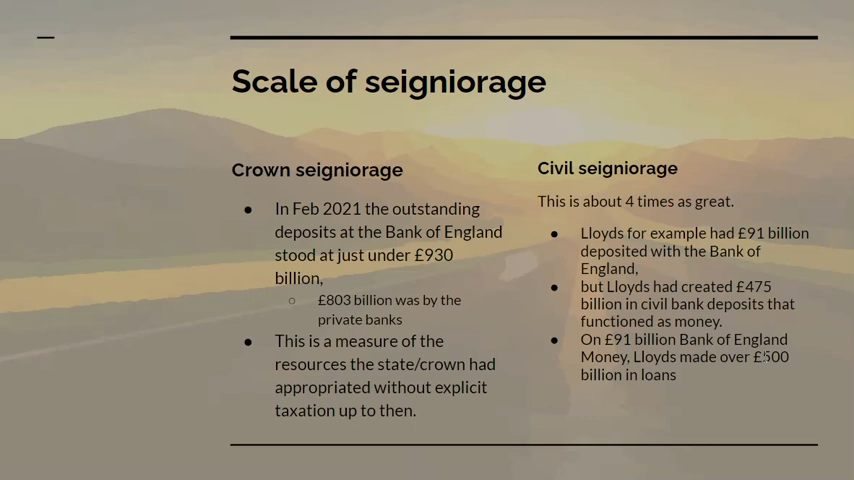 Scale of seigniorage
Crown seigniorage
● In Feb 2021 the outstanding
deposits at the Bank of England
stood at just under £930
billion,
○ £803 billion was by the
private banks
● This is a measure of the
resources the state/crown had
appropriated without explicit
taxation up to then.
Civil seigniorage
This is about 4 times as great.
● Lloyds for example had £91 billion
deposited with the Bank of
England,
● but Lloyds had created £475
billion in civil bank deposits that
functioned as money.
● On £91 billion Bank of England
Money, Lloyds made over £500
billion in loans